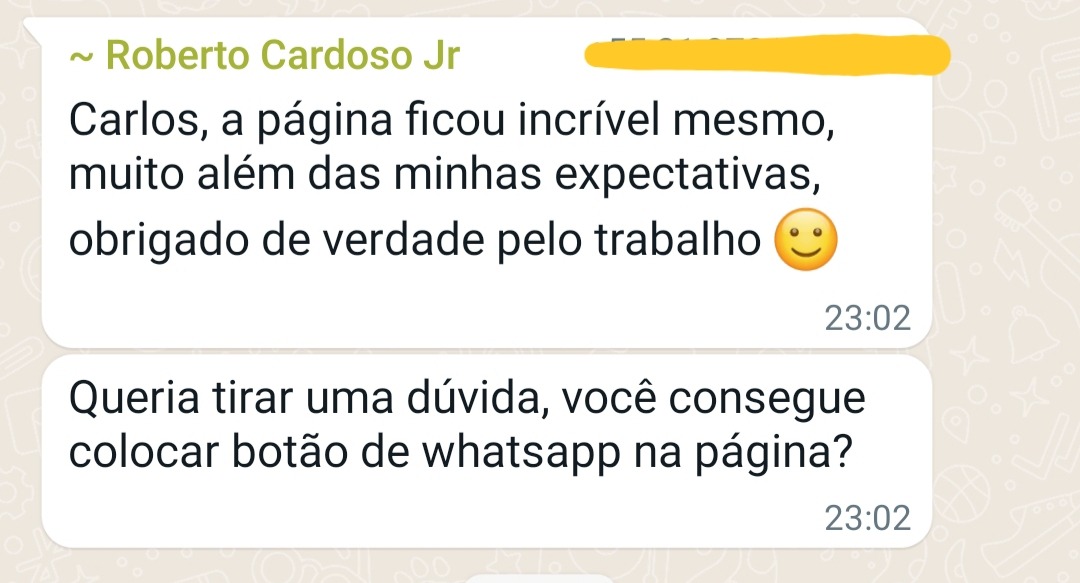 ~ Roberto Cardoso Jr
Carlos, a página ficou incrível mesmo,
muito além das minhas expectativas,
obrigado de verdade pelo trabalho 🙂
23:02
Queria tirar uma dúvida, você consegue
colocar botão de whatsapp na página?
23:02